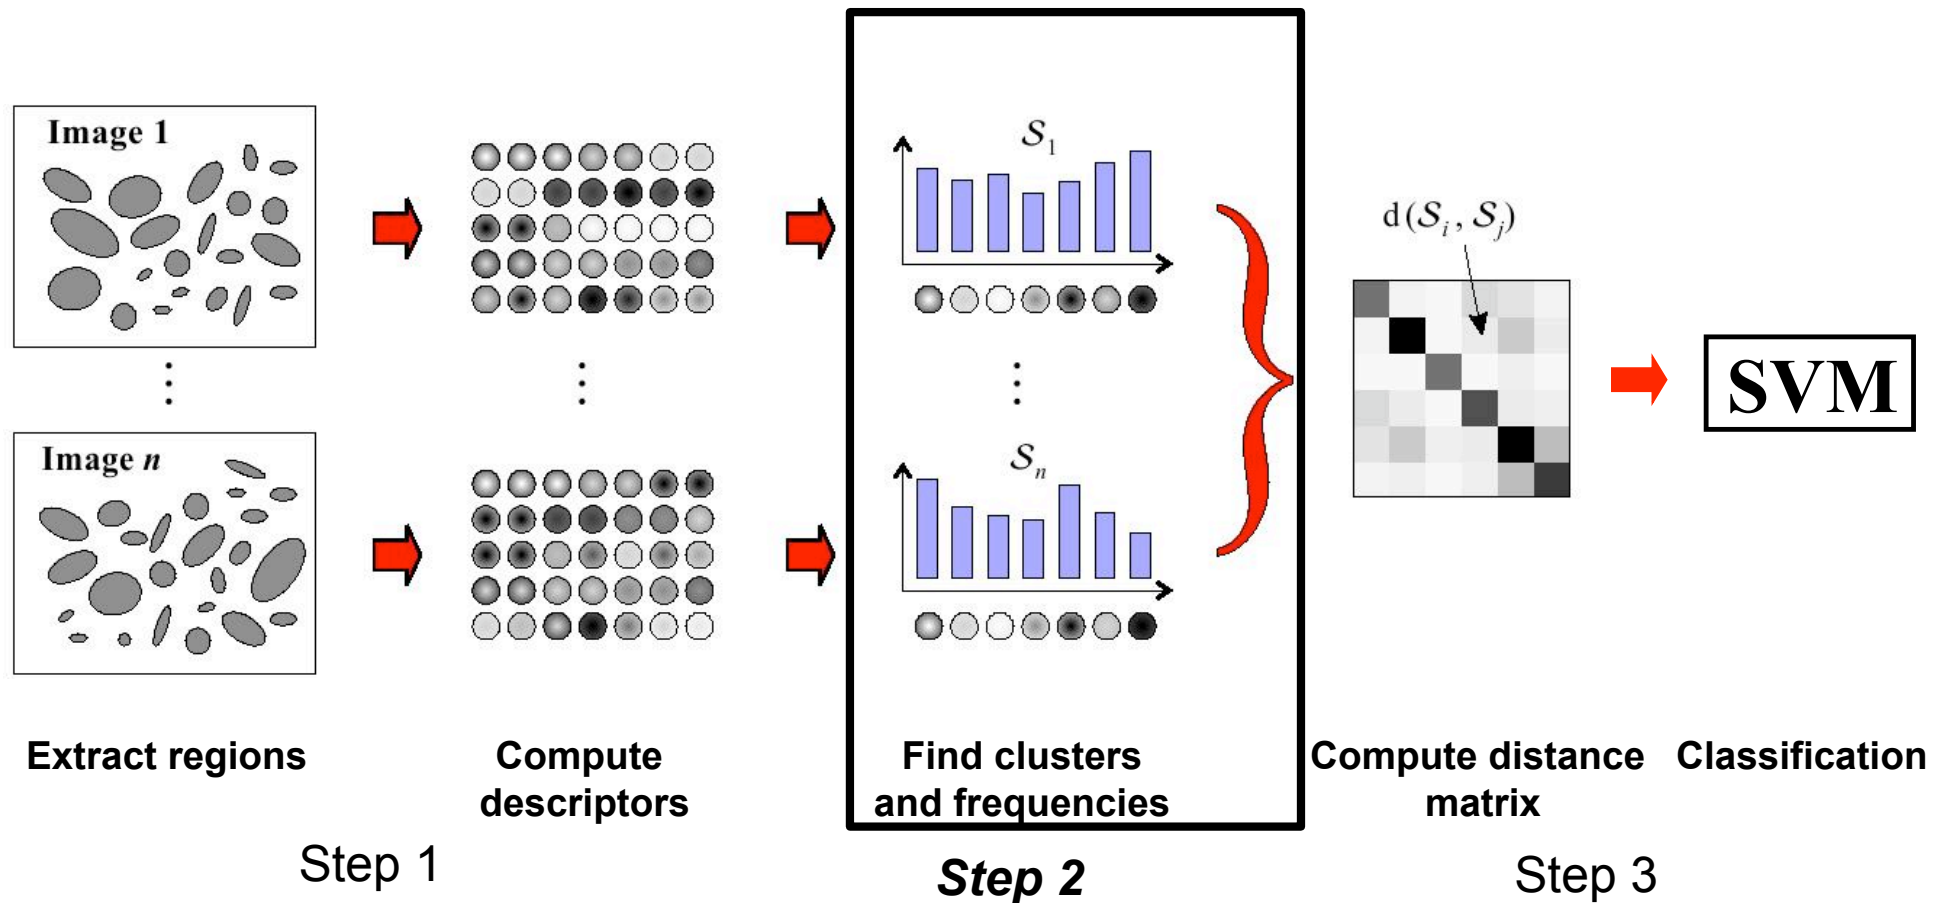 Image 1
S1
d(Si, Sj)
SVM
Image n
Sn
Extract regions
Compute
descriptors
Find clusters
and frequencies
Compute distance
matrix
Classification
Step 1
Step 2
Step 3